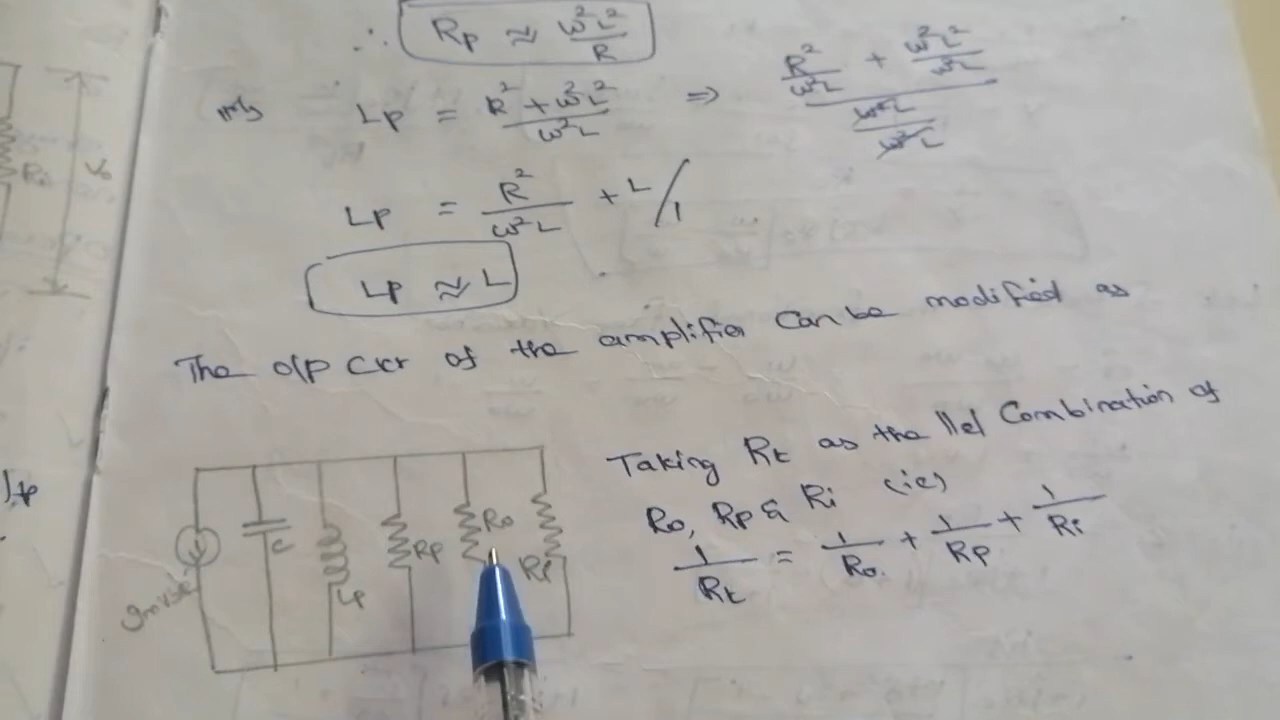 ∴ Rp ≈ ω²L²/R
Lp = (R² + ω²L²)/(ω²L) ⇒ (R²/ω²L + ω²L²/ω²L)/(ω²L/ω²L)
Lp = R²/(ω²L) + L/1
Lp ≈ L
The o/p Ckt of the amplifier Can be modified as
Taking Rt as the llel Combination of
Ro, Rp & Ri (ie)
1/Rt = 1/Ro + 1/Rp + 1/Ri
C
Lp
Rp
Ro
Ri